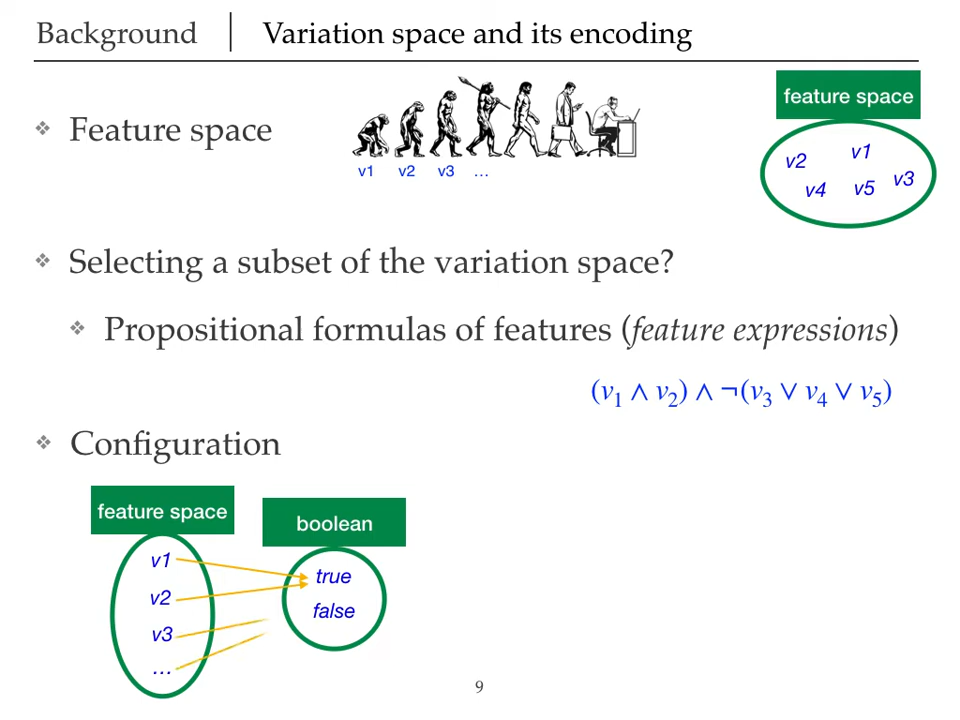 Background | Variation space and its encoding
❖ Feature space
v1 v2 v3 ...
feature space
v2 v1
v4 v5 v3
❖ Selecting a subset of the variation space?
❖ Propositional formulas of features (feature expressions)
(v₁ ∧ v₂) ∧ ¬(v₃ ∨ v₄ ∨ v₅)
❖ Configuration
feature space
v1
v2
v3
...
boolean
true
false
9